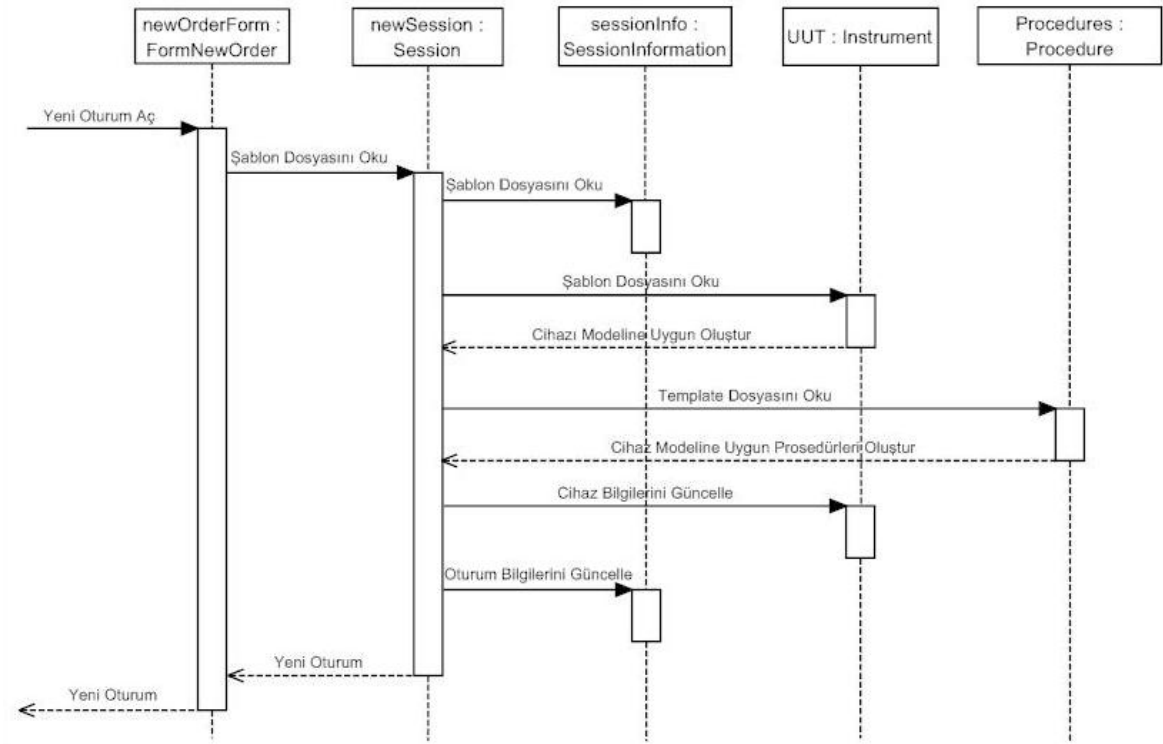 newOrderForm :
FormNewOrder
newSession :
Session
sessionInfo :
SessionInformation
UUT : Instrument
Procedures :
Procedure
Yeni Oturum Aç
Şablon Dosyasını Oku
Şablon Dosyasını Oku
Şablon Dosyasını Oku
Cihazı Modeline Uygun Oluştur
Template Dosyasını Oku
Cihaz Modeline Uygun Prosedürleri Oluştur
Cihaz Bilgilerini Güncelle
Oturum Bilgilerini Güncelle
Yeni Oturum
Yeni Oturum